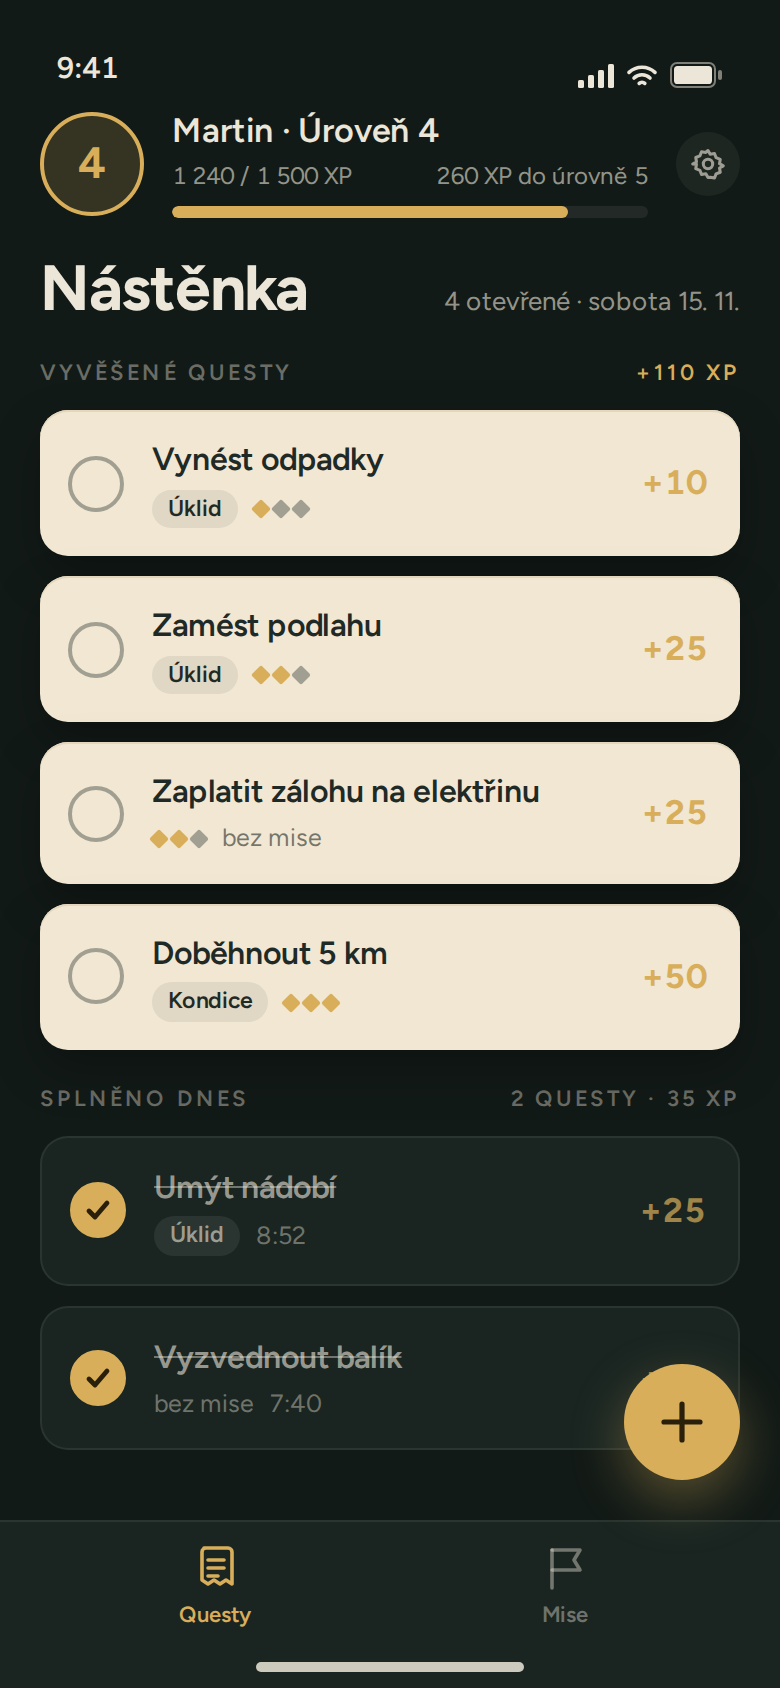 9:41
4
Martin · Úroveň 4
1 240 / 1 500 XP 260 XP do úrovně 5
Nástěnka
4 otevřené · sobota 15. 11.
VYVĚŠENÉ QUESTY
+110 XP
Vynést odpadky
Úklid
+10
Zamést podlahu
Úklid
+25
Zaplatit zálohu na elektřinu
bez mise
+25
Doběhnout 5 km
Kondice
+50
SPLNĚNO DNES
2 QUESTY · 35 XP
Umýt nádobí
Úklid 8:52
+25
Vyzvednout balík
bez mise 7:40
Questy
Mise